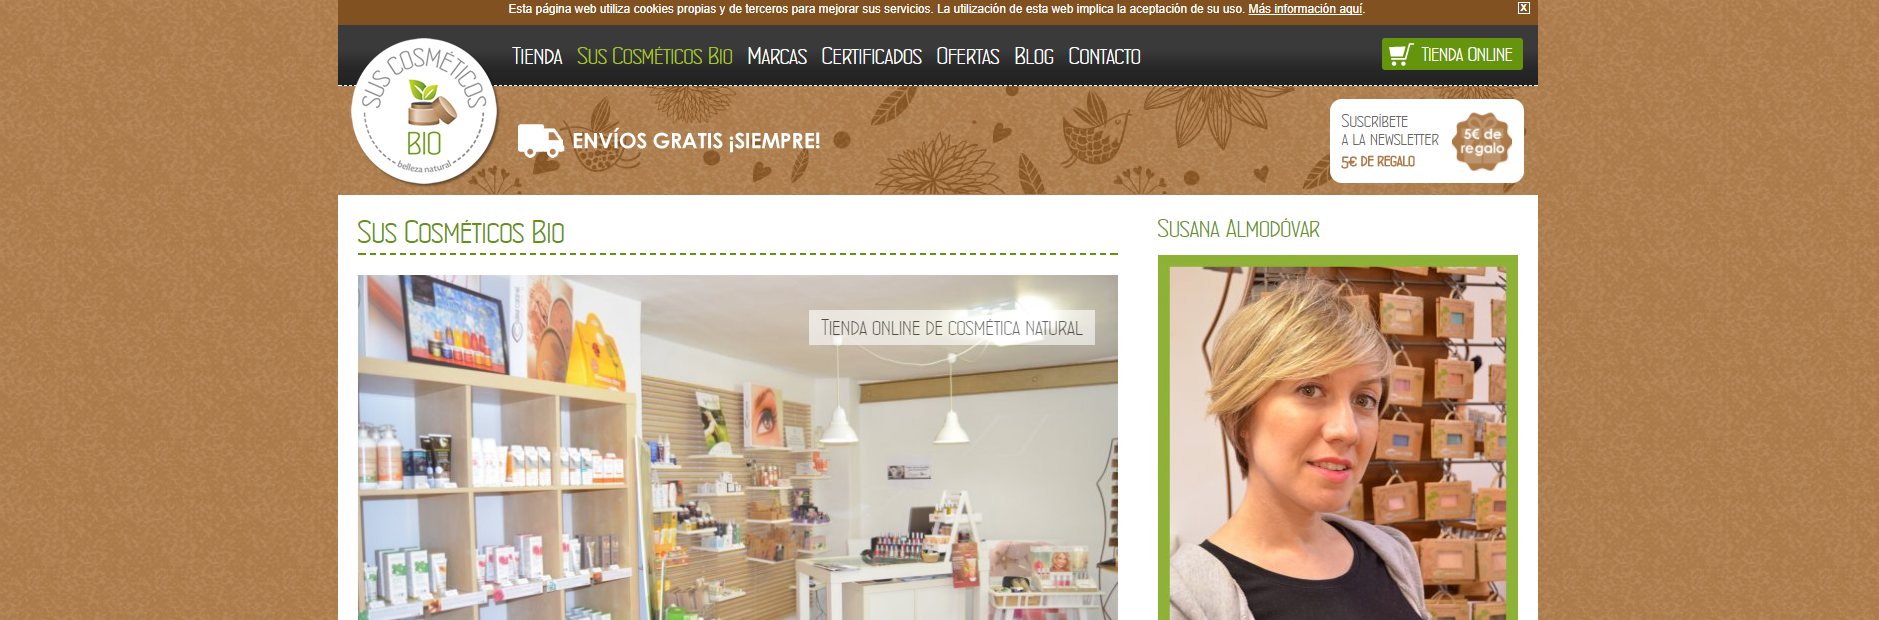 Esta página web utiliza cookies propias y de terceros para mejorar sus servicios. La utilización de esta web implica la aceptación de su uso. Más información aquí.
X
SUS COSMÉTICOS
BIO
belleza natural
Tienda Sus Cosméticos Bio Marcas Certificados Ofertas Blog Contacto
Tienda Online
ENVÍOS GRATIS ¡SIEMPRE!
Suscríbete
a la newsletter
5€ de regalo
5€ de
regalo
Sus Cosméticos Bio
Susana Almodóvar
Tienda online de cosmética natural